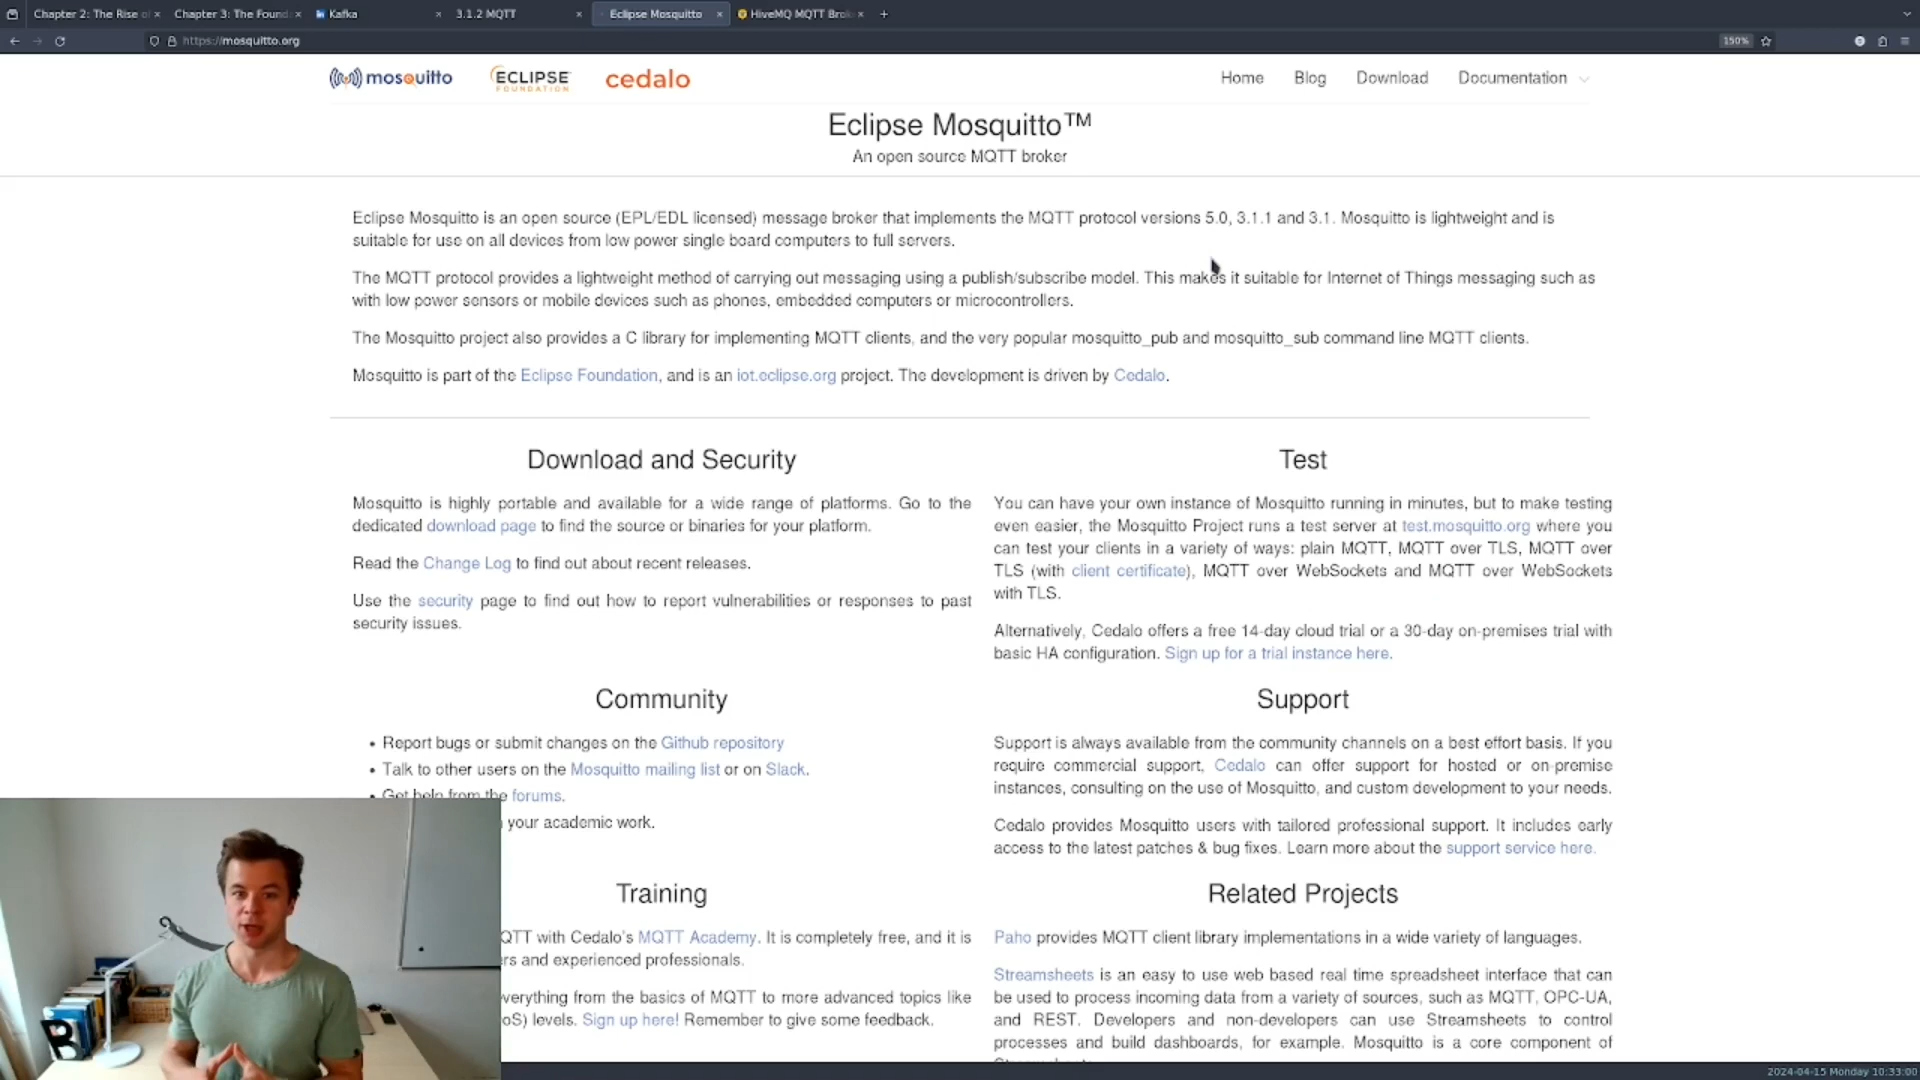 Chapter 2: The Rise o
Chapter 3: The Found
Kafka
3.1.2 MQTT
Eclipse Mosquitto
HiveMQ MQTT Bro
https://mosquitto.org
150%
mosquitto
ECLIPSE
FOUNDATION
cedalo
Home
Blog
Download
Documentation
Eclipse Mosquitto™
An open source MQTT broker
Eclipse Mosquitto is an open source (EPL/EDL licensed) message broker that implements the MQTT protocol versions 5.0, 3.1.1 and 3.1. Mosquitto is lightweight and is
suitable for use on all devices from low power single board computers to full servers.
The MQTT protocol provides a lightweight method of carrying out messaging using a publish/subscribe model. This makes it suitable for Internet of Things messaging such as
with low power sensors or mobile devices such as phones, embedded computers or microcontrollers.
The Mosquitto project also provides a C library for implementing MQTT clients, and the very popular mosquitto_pub and mosquitto_sub command line MQTT clients.
Mosquitto is part of the Eclipse Foundation, and is an iot.eclipse.org project. The development is driven by Cedalo.
Download and Security
Mosquitto is highly portable and available for a wide range of platforms. Go to the
dedicated download page to find the source or binaries for your platform.
Read the Change Log to find out about recent releases.
Use the security page to find out how to report vulnerabilities or responses to past
security issues.
Test
You can have your own instance of Mosquitto running in minutes, but to make testing
even easier, the Mosquitto Project runs a test server at test.mosquitto.org where you
can test your clients in a variety of ways: plain MQTT, MQTT over TLS, MQTT over
TLS (with client certificate), MQTT over WebSockets and MQTT over WebSockets
with TLS.
Alternatively, Cedalo offers a free 14-day cloud trial or a 30-day on-premises trial with
basic HA configuration. Sign up for a trial instance here.
Community
• Report bugs or submit changes on the Github repository
• Talk to other users on the Mosquitto mailing list or on Slack.
• Get help from the forums.
your academic work.
Support
Support is always available from the community channels on a best effort basis. If you
require commercial support, Cedalo can offer support for hosted or on-premise
instances, consulting on the use of Mosquitto, and custom development to your needs.
Cedalo provides Mosquitto users with tailored professional support. It includes early
access to the latest patches & bug fixes. Learn more about the support service here.
Training
QTT with Cedalo's MQTT Academy. It is completely free, and it is
rs and experienced professionals.
verything from the basics of MQTT to more advanced topics like
oS) levels. Sign up here! Remember to give some feedback.
Related Projects
Paho provides MQTT client library implementations in a wide variety of languages.
Streamsheets is an easy to use web based real time spreadsheet interface that can
be used to process incoming data from a variety of sources, such as MQTT, OPC-UA,
and REST. Developers and non-developers can use Streamsheets to control
processes and build dashboards, for example. Mosquitto is a core component of
B
2024-04-15 Monday 10:33:00